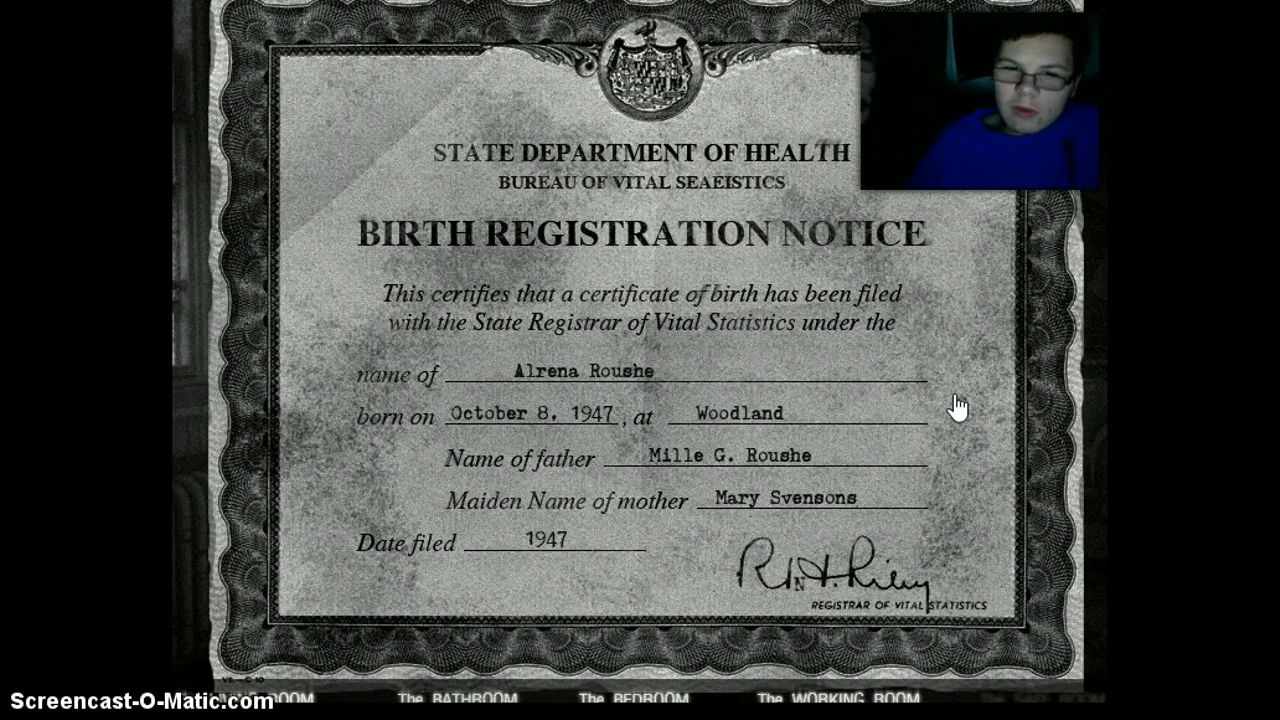 STATE DEPARTMENT OF HEALTH
BUREAU OF VITAL SEAEISTICS
BIRTH REGISTRATION NOTICE
This certifies that a certificate of birth has been filed
with the State Registrar of Vital Statistics under the
name of Alrena Roushe
born on October 8, 1947, at Woodland
Name of father Mille G. Roushe
Maiden Name of mother Mary Svensons
Date filed 1947
REGISTRAR OF VITAL STATISTICS
ROOM The BATHROOM The BEDROOM The WORKING ROOM
Screencast-O-Matic.com